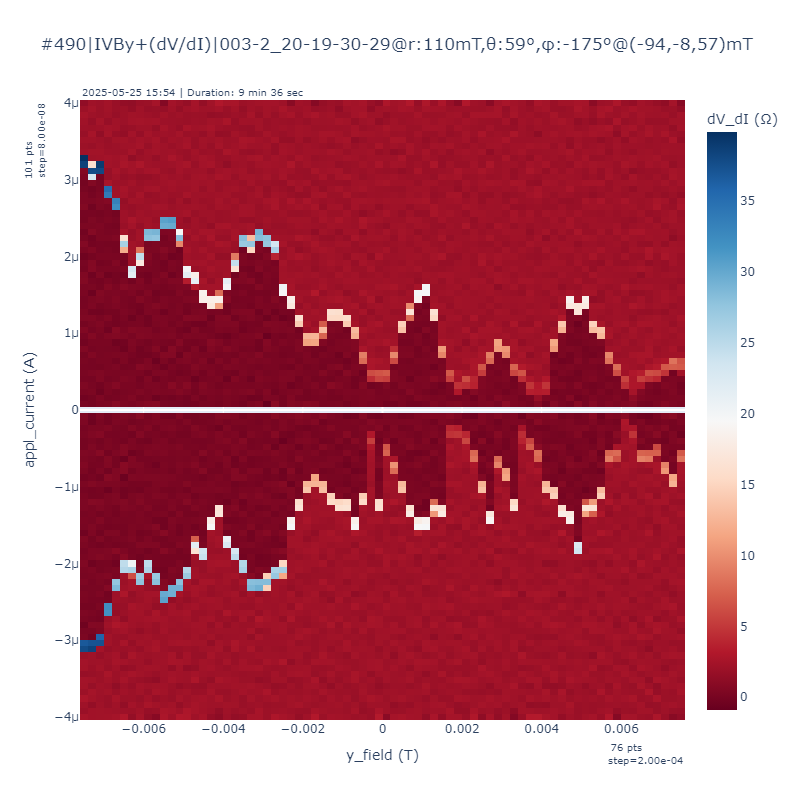 #490|IVBy+(dV/dI)|003-2_20-19-30-29@r:110mT,θ:59°,φ:-175°@(-94,-8,57)mT
2025-05-25 15:54 | Duration: 9 min 36 sec
101 pts
step=8.00e-08
dV_dI (Ω)
4μ
3μ
2μ
1μ
0
−1μ
−2μ
−3μ
−4μ
appl_current (A)
35
30
25
20
15
10
5
0
−0.006
−0.004
−0.002
0
0.002
0.004
0.006
y_field (T)
76 pts
step=2.00e-04